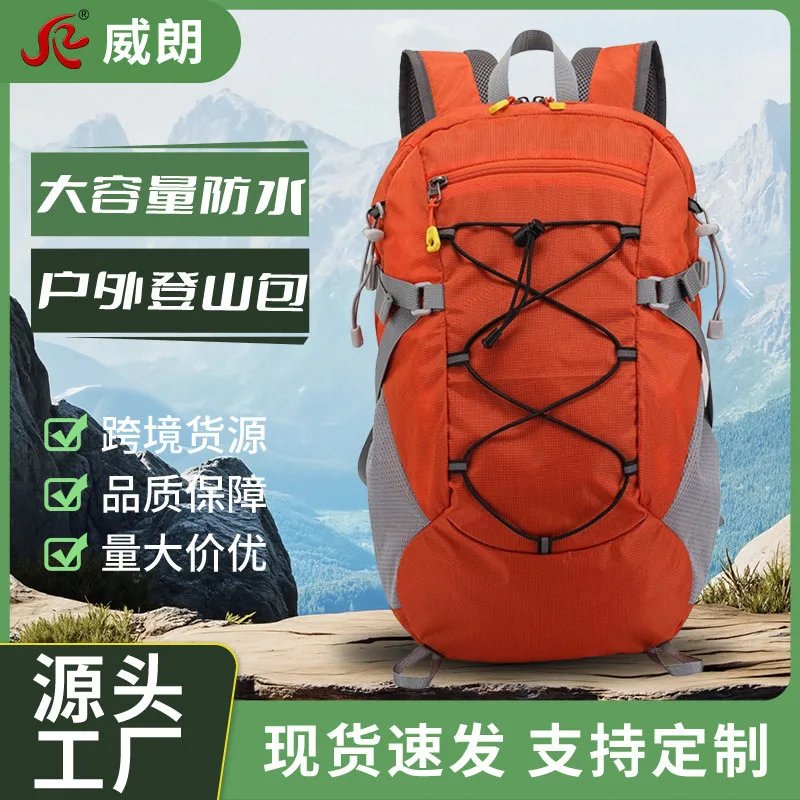 ® 威朗
大容量防水
户外登山包
跨境货源
品质保障
量大价优
源头
工厂
现货速发 支持定制